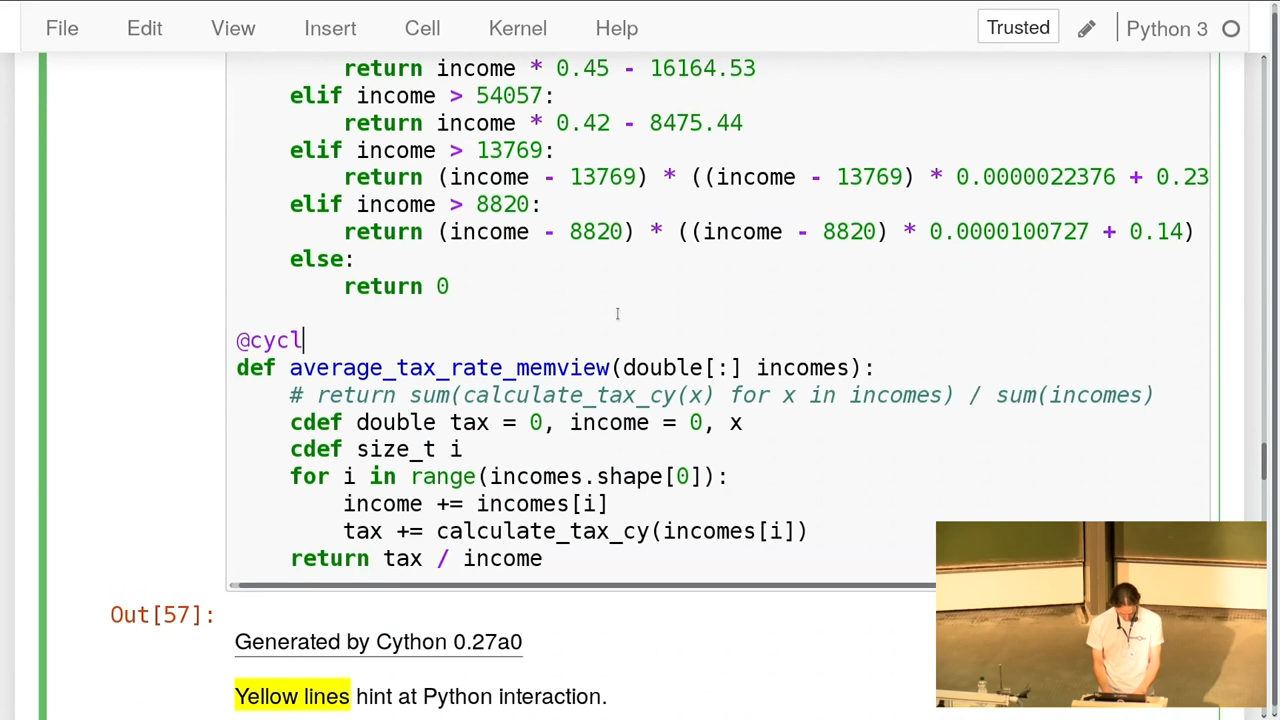 File Edit View Insert Cell Kernel Help Trusted Python 3
return income * 0.45 - 16164.53
elif income > 54057:
return income * 0.42 - 8475.44
elif income > 13769:
return (income - 13769) * ((income - 13769) * 0.0000022376 + 0.23
elif income > 8820:
return (income - 8820) * ((income - 8820) * 0.0000100727 + 0.14)
else:
return 0
@cycl
def average_tax_rate_memview(double[:] incomes):
# return sum(calculate_tax_cy(x) for x in incomes) / sum(incomes)
cdef double tax = 0, income = 0, x
cdef size_t i
for i in range(incomes.shape[0]):
income += incomes[i]
tax += calculate_tax_cy(incomes[i])
return tax / income
Out[57]:
Generated by Cython 0.27a0
Yellow lines hint at Python interaction.